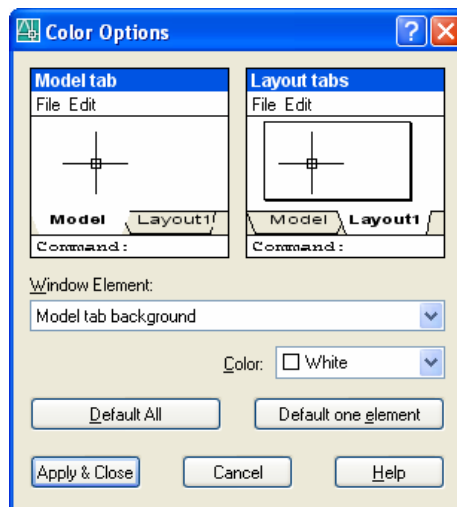 Color Options
Model tab
File Edit
Model Layout1
Command:
Layout tabs
File Edit
Model Layout1
Command:
Window Element:
Model tab background
Color: White
Default All Default one element
Apply & Close Cancel Help